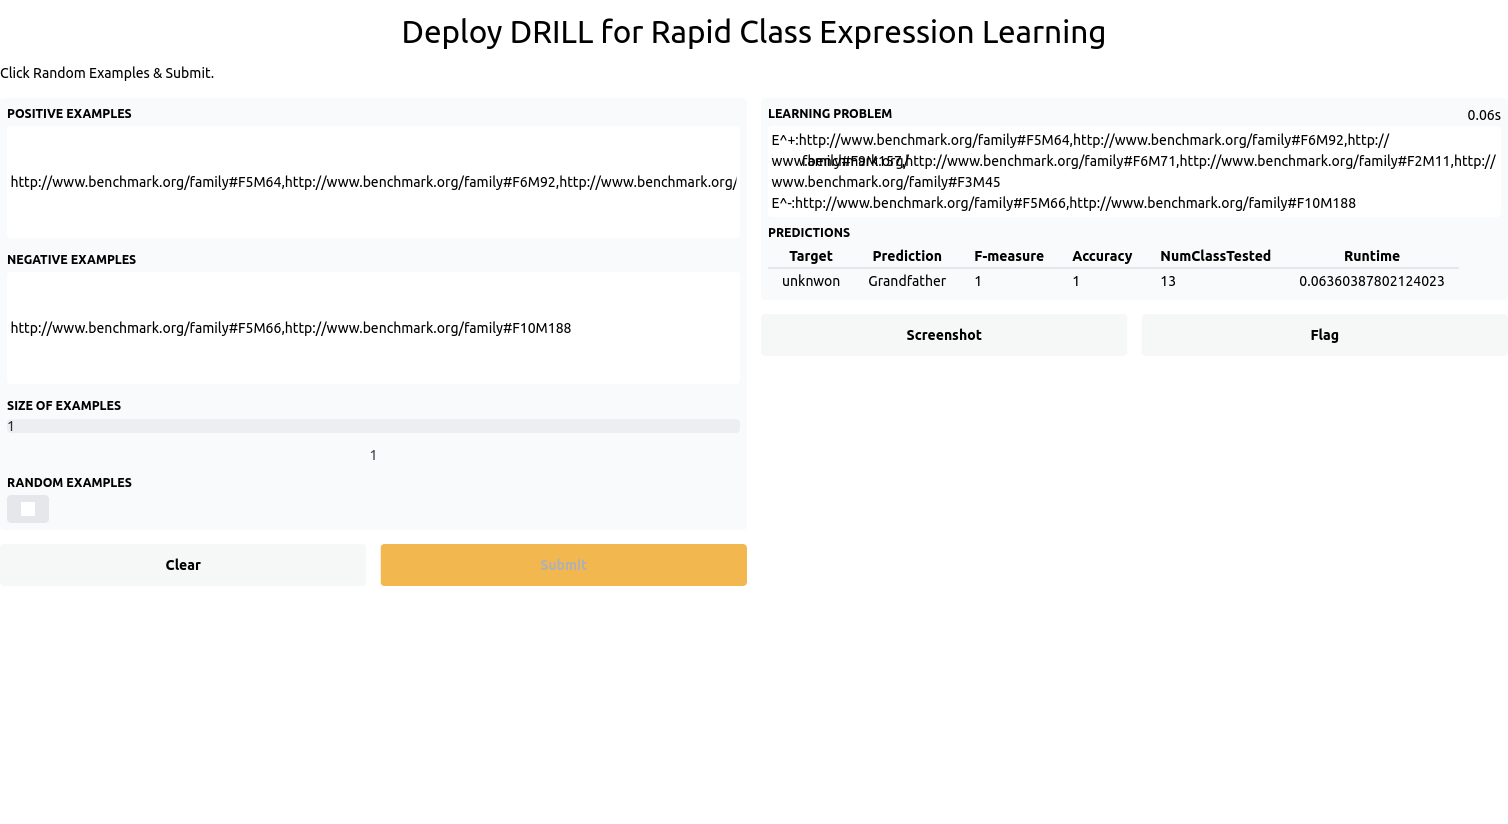 Deploy DRILL for Rapid Class Expression Learning
Click Random Examples & Submit.
POSITIVE EXAMPLES
http://www.benchmark.org/family#F5M64,http://www.benchmark.org/family#F6M92,http://www.benchmark.org/
NEGATIVE EXAMPLES
http://www.benchmark.org/family#F5M66,http://www.benchmark.org/family#F10M188
SIZE OF EXAMPLES
1
1
RANDOM EXAMPLES
Clear
Submit
LEARNING PROBLEM
0.06s
E^+:http://www.benchmark.org/family#F5M64,http://www.benchmark.org/family#F6M92,http://
http://www.benchmark.org/family#F6M71,http://www.benchmark.org/family#F2M11,http://
www.benchmark.org/family#F3M45
E^-:http://www.benchmark.org/family#F5M66,http://www.benchmark.org/family#F10M188
PREDICTIONS
Target Prediction F-measure Accuracy NumClassTested Runtime
unknwon Grandfather 1 1 13 0.06360387802124023
Screenshot
Flag